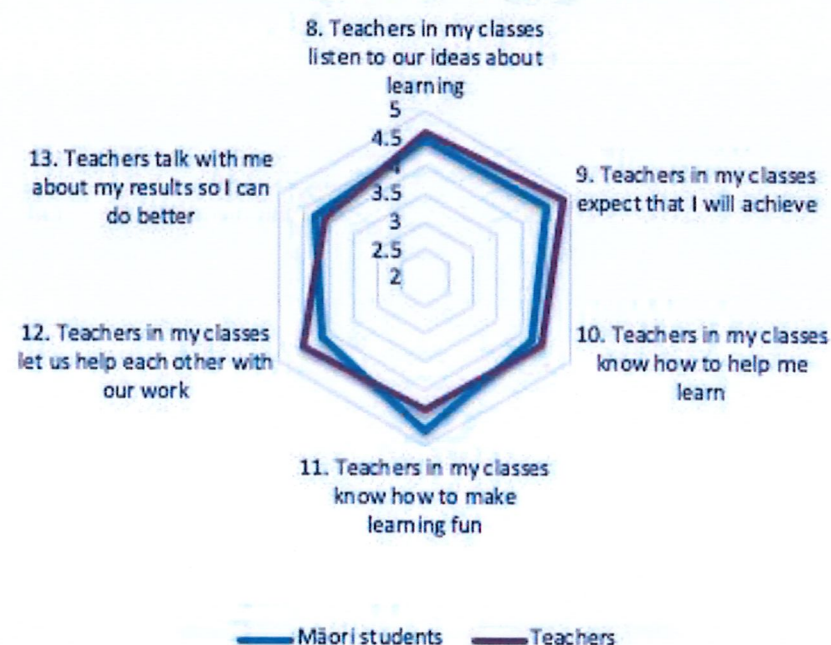 8. Teachers in my classes
listen to our ideas about
learning
5
4.5
4
3.5
3
2.5
2
13. Teachers talk with me
about my results so I can
do better
9. Teachers in my classes
expect that I will achieve
12. Teachers in my classes
let us help each other with
our work
10. Teachers in my classes
know how to help me
learn
11. Teachers in my classes
know how to make
learning fun
Māori students
Teachers